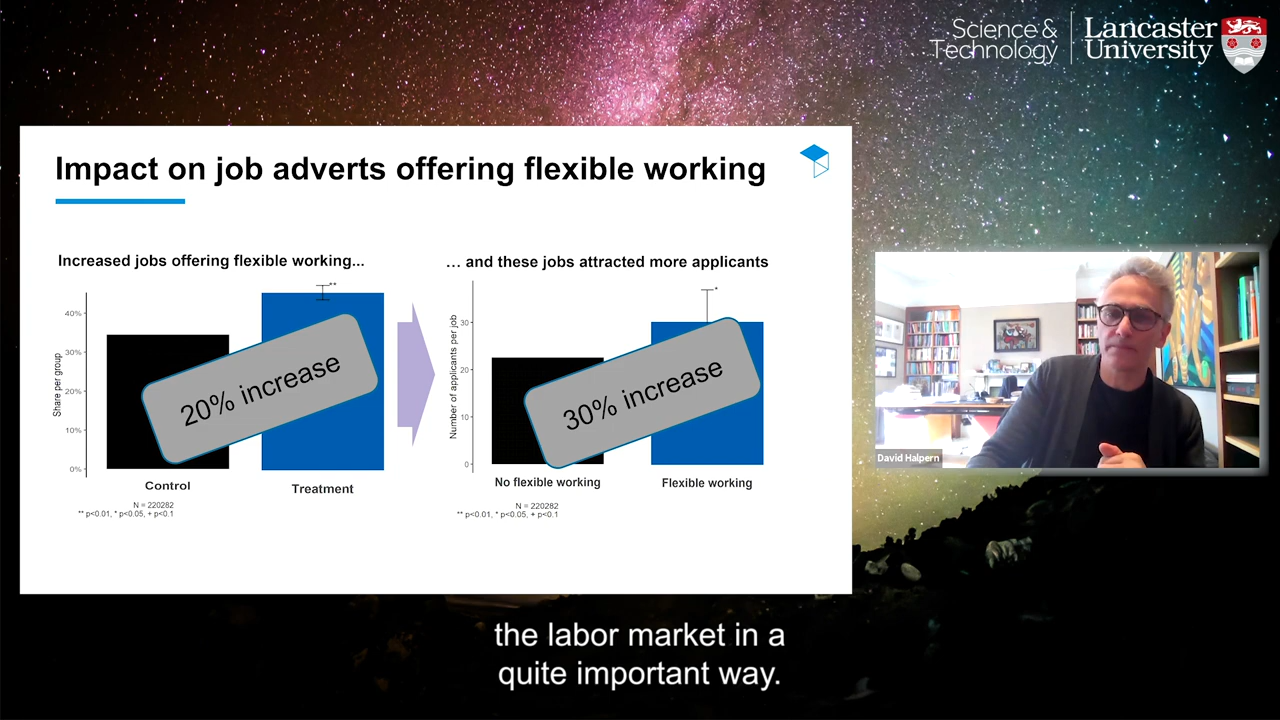 Science &
Technology
Lancaster
University
Impact on job adverts offering flexible working
Increased jobs offering flexible working...
**
40%
30%
20%
10%
0%
Share per group
20% increase
Control
Treatment
N = 220282
** p<0.01, * p<0.05, + p<0.1
… and these jobs attracted more applicants
*
30
20
10
0
Number of applicants per job
30% increase
No flexible working
Flexible working
N = 220282
** p<0.01, * p<0.05, + p<0.1
David Halpern
the labor market in a
quite important way.